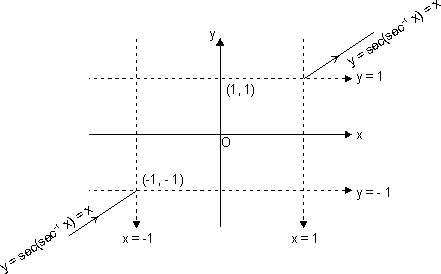 y
y = sec(sec⁻¹ x) = x
y = 1
(1, 1)
x
O
(-1, - 1)
y = - 1
y = sec(sec⁻¹ x) = x
x = -1
x = 1